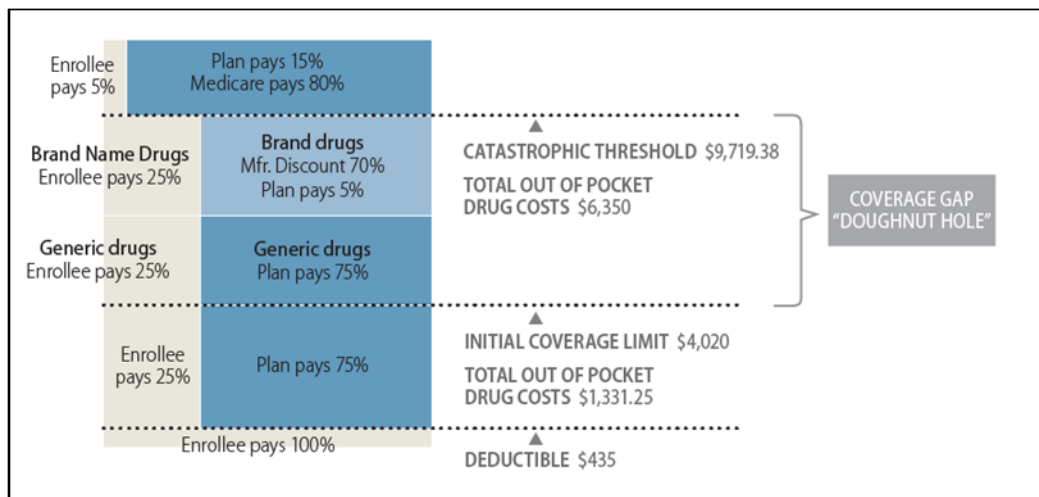 Enrollee
pays 5%
Plan pays 15%
Medicare pays 80%
Brand Name Drugs
Enrollee pays 25%
Brand drugs
Mfr. Discount 70%
Plan pays 5%
CATASTROPHIC THRESHOLD $9,719.38
TOTAL OUT OF POCKET
DRUG COSTS $6,350
COVERAGE GAP
“DOUGHNUT HOLE”
Generic drugs
Enrollee pays 25%
Generic drugs
Plan pays 75%
Enrollee
pays 25%
Plan pays 75%
INITIAL COVERAGE LIMIT $4,020
TOTAL OUT OF POCKET
DRUG COSTS $1,331.25
Enrollee pays 100%
DEDUCTIBLE $435